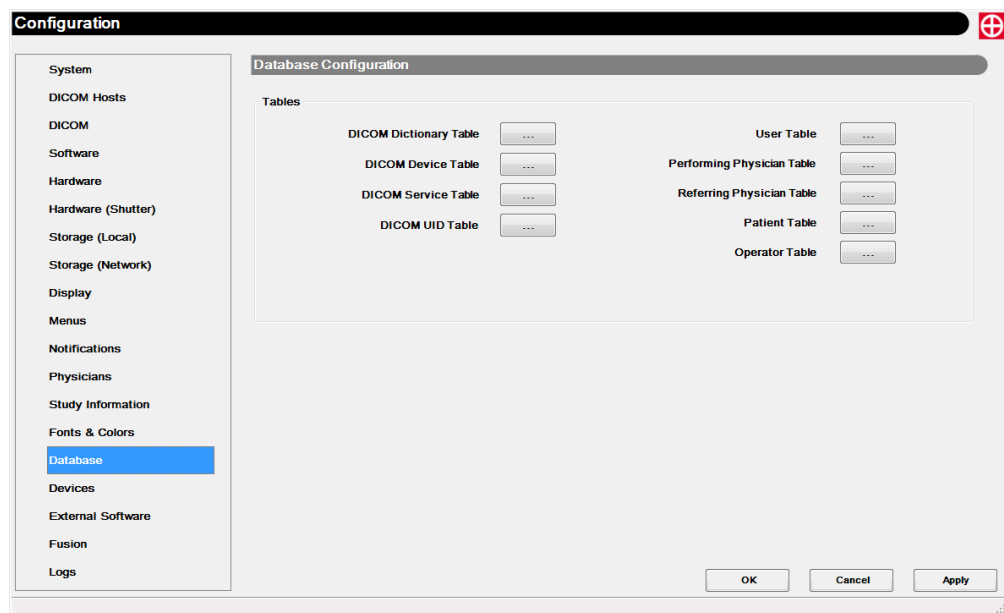 Configuration
System
DICOM Hosts
DICOM
Software
Hardware
Hardware (Shutter)
Storage (Local)
Storage (Network)
Display
Menus
Notifications
Physicians
Study Information
Fonts & Colors
Database
Devices
External Software
Fusion
Logs
Database Configuration
Tables
DICOM Dictionary Table ...
DICOM Device Table ...
DICOM Service Table ...
DICOM UID Table ...
User Table ...
Performing Physician Table ...
Referring Physician Table ...
Patient Table ...
Operator Table ...
OK Cancel Apply